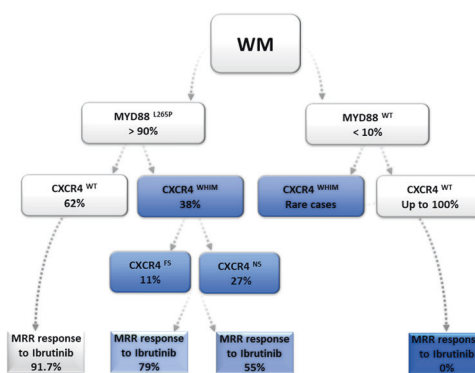 WM
MYD88 L265P
> 90%
MYD88 WT
< 10%
CXCR4 WT
62%
CXCR4 WHIM
38%
CXCR4 WHIM
Rare cases
CXCR4 WT
Up to 100%
CXCR4 FS
11%
CXCR4 NS
27%
MRR response
to Ibrutinib
91.7%
MRR response
to Ibrutinib
79%
MRR response
to Ibrutinib
55%
MRR response
to Ibrutinib
0%